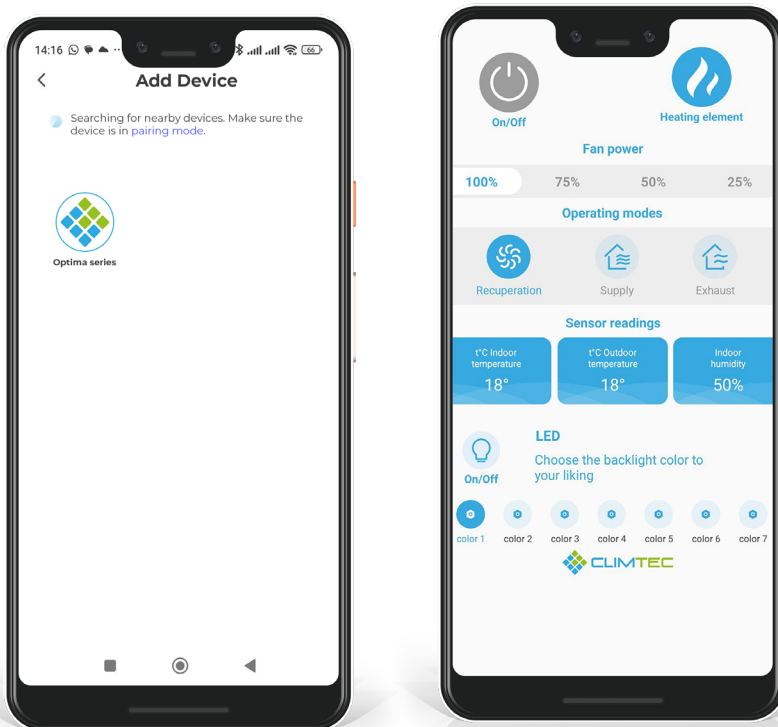 14:16
66
Add Device
Searching for nearby devices. Make sure the
device is in pairing mode.
Optima series
On/Off
Heating element
Fan power
100% 75% 50% 25%
Operating modes
Recuperation Supply Exhaust
Sensor readings
t°C Indoor
temperature
18°
t°C Outdoor
temperature
18°
Indoor
humidity
50%
LED
Choose the backlight color to
your liking
On/Off
color 1 color 2 color 3 color 4 color 5 color 6 color 7
CLIMTEC